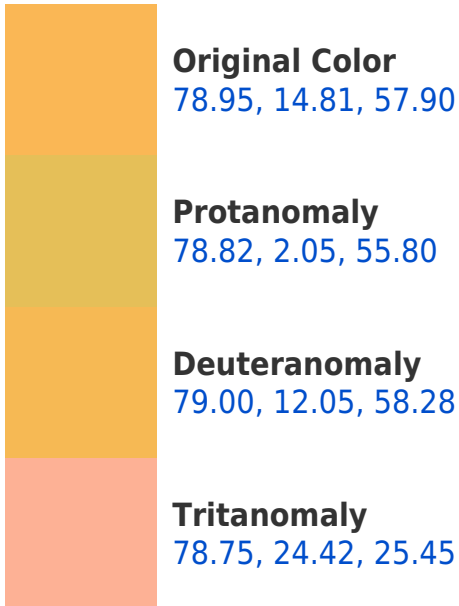 Original Color
78.95, 14.81, 57.90
Protanomaly
78.82, 2.05, 55.80
Deuteranomaly
79.00, 12.05, 58.28
Tritanomaly
78.75, 24.42, 25.45